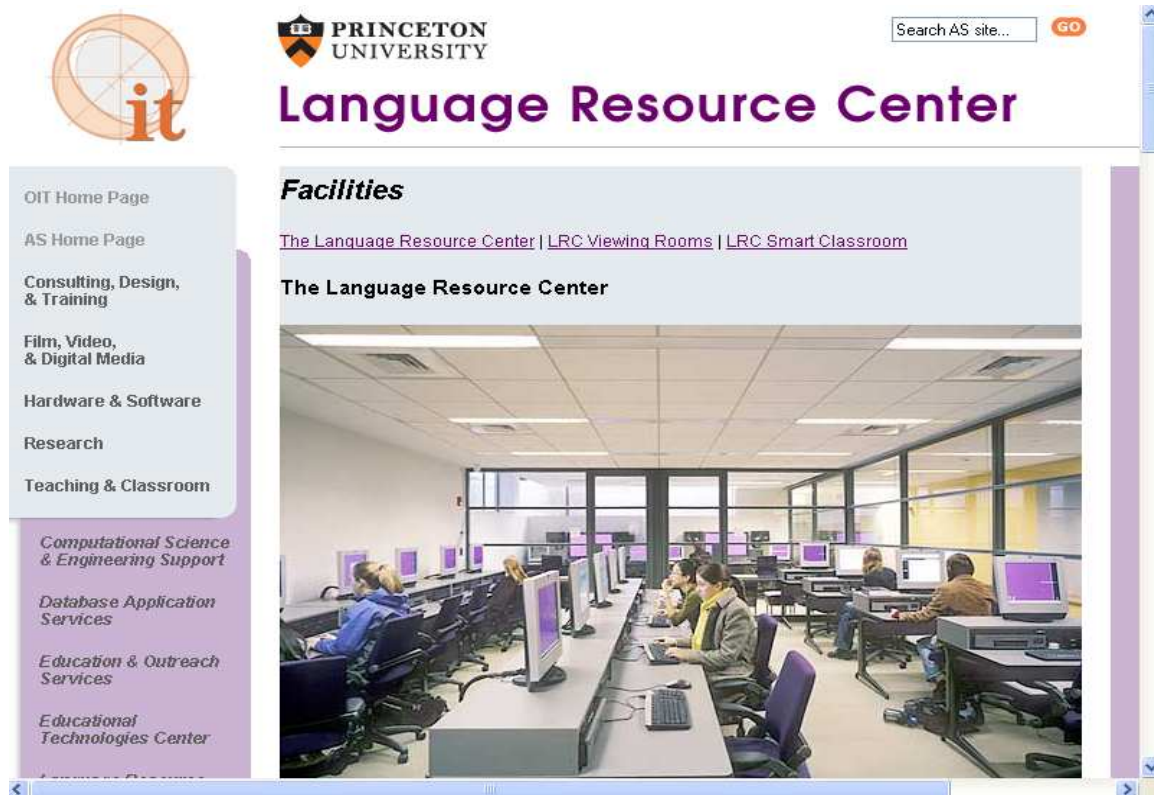 it
PRINCETON
UNIVERSITY
Search AS site...
GO
Language Resource Center
OIT Home Page
AS Home Page
Consulting, Design,
& Training
Film, Video,
& Digital Media
Hardware & Software
Research
Teaching & Classroom
Computational Science
& Engineering Support
Database Application
Services
Education & Outreach
Services
Educational
Technologies Center
Facilities
The Language Resource Center | LRC Viewing Rooms | LRC Smart Classroom
The Language Resource Center